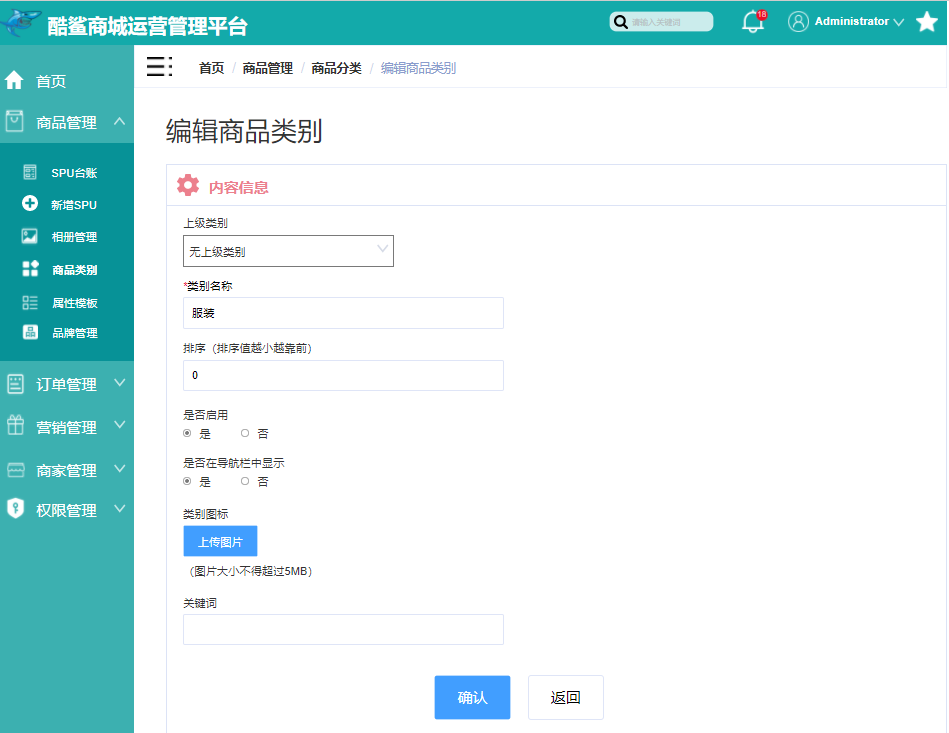 酷鲨商城运营管理平台
请输入关键词
18
Administrator
首页 / 商品管理 / 商品分类 / 编辑商品类别
首页
商品管理
SPU台账
新增SPU
相册管理
商品类别
属性模板
品牌管理
订单管理
营销管理
商家管理
权限管理
编辑商品类别
内容信息
上级类别
无上级类别
*类别名称
服装
排序（排序值越小越靠前）
0
是否启用
是 否
是否在导航栏中显示
是 否
类别图标
上传图片
（图片大小不得超过5MB）
关键词
确认 返回